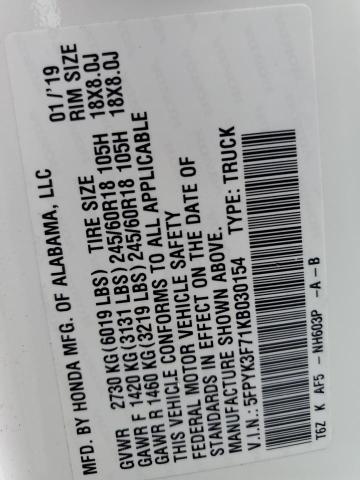 MFD. BY HONDA MFG. OF ALABAMA, LLC 01/'19
GVWR 2730 KG(6019 LBS) TIRE SIZE RIM SIZE
GAWR F 1420 KG(3131 LBS) 245/60R18 105H 18X8.0J
GAWR R 1460 KG(3219 LBS) 245/60R18 105H 18X8.0J
THIS VEHICLE CONFORMS TO ALL APPLICABLE
FEDERAL MOTOR VEHICLE SAFETY
STANDARDS IN EFFECT ON THE DATE OF
MANUFACTURE SHOWN ABOVE.
V.I.N.: 5FPYK3F71KB030154 TYPE: TRUCK
T6Z K AF5 - NH603P -A -B